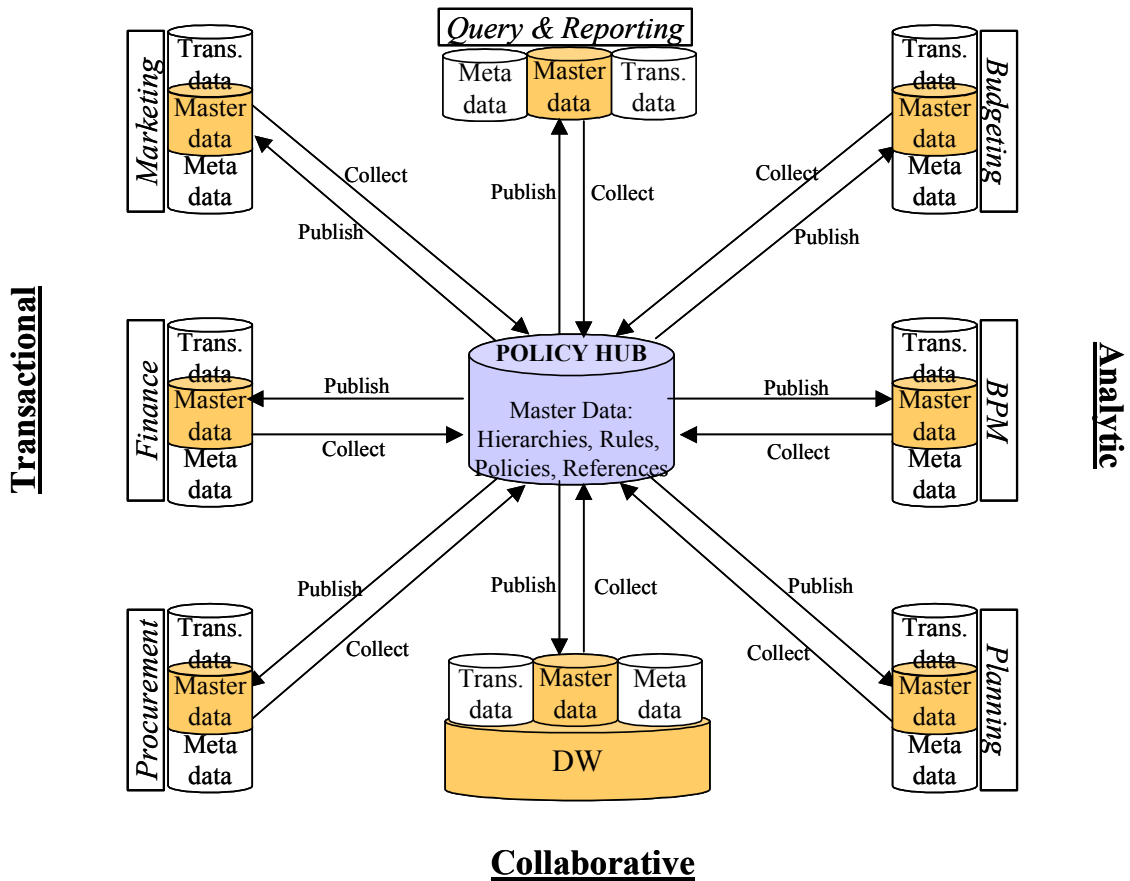 Query & Reporting
Marketing
Trans.
data
Master
data
Meta
data
Meta
data
Master
data
Trans.
data
Trans.
data
Master
data
Meta
data
Budgeting
Collect
Publish
Publish
Collect
Collect
Publish
Transactional
Finance
Trans.
data
Master
data
Meta
data
Publish
Collect
POLICY HUB
Master Data:
Hierarchies, Rules,
Policies, References
Publish
Collect
Trans.
data
Master
data
Meta
data
BPM
Analytic
Publish
Collect
Publish
Collect
Publish
Collect
Procurement
Trans.
data
Master
data
Meta
data
Trans.
data
Master
data
Meta
data
DW
Trans.
data
Master
data
Meta
data
Planning
Collaborative